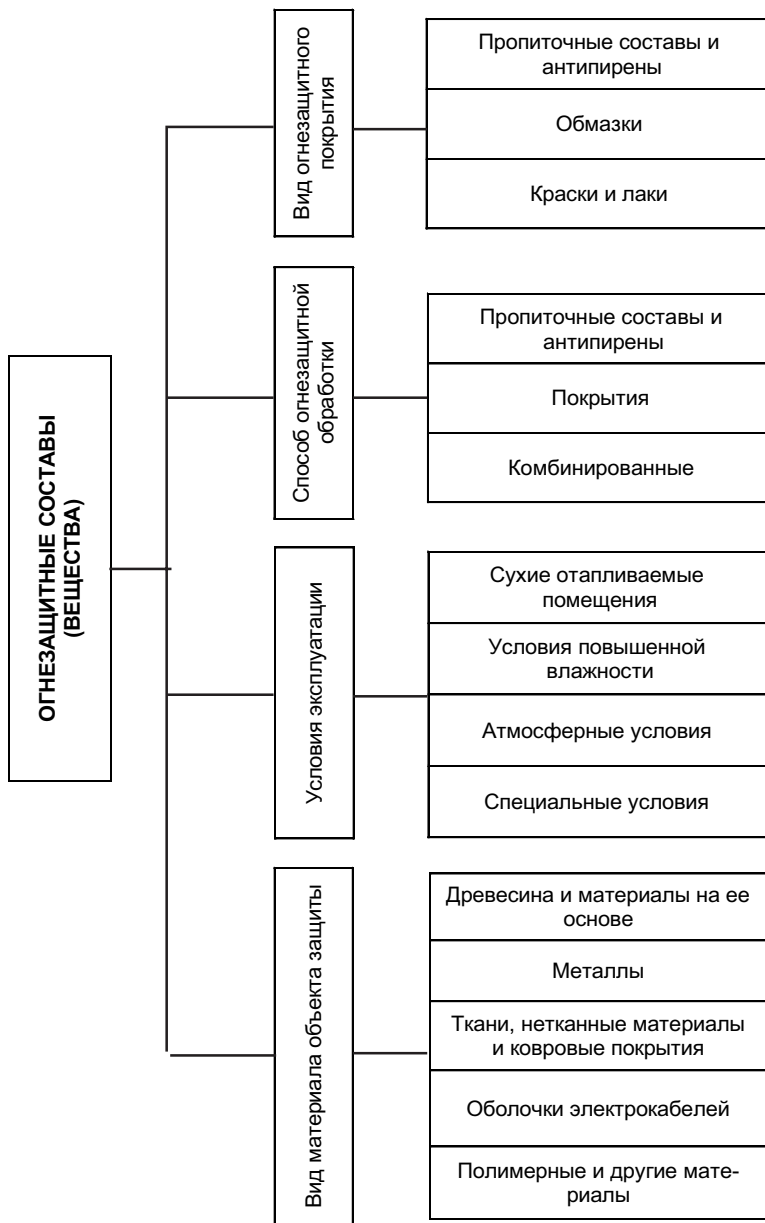 ОГНЕЗАЩИТНЫЕ СОСТАВЫ
(ВЕЩЕСТВА)
Вид огнезащитного
покрытия
Пропиточные составы и
антипирены
Обмазки
Краски и лаки
Способ огнезащитной
обработки
Пропиточные составы и
антипирены
Покрытия
Комбинированные
Условия эксплуатации
Сухие отапливаемые
помещения
Условия повышенной
влажности
Атмосферные условия
Специальные условия
Вид материала объекта защиты
Древесина и материалы на ее
основе
Металлы
Ткани, нетканные материалы
и ковровые покрытия
Оболочки электрокабелей
Полимерные и другие мате-
риалы